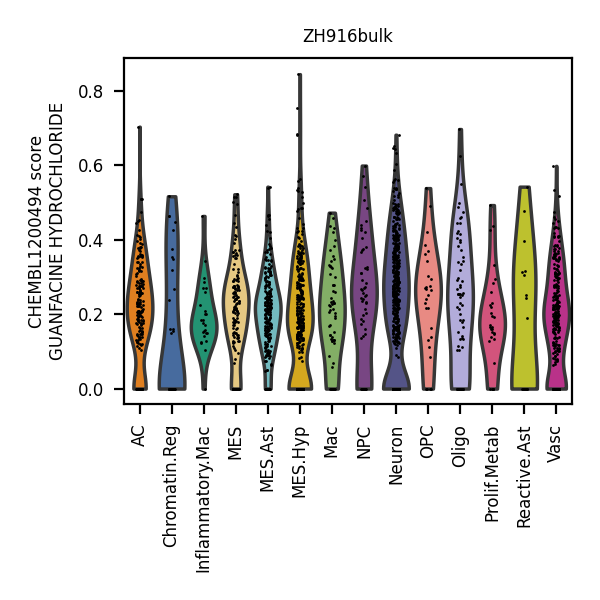 ZH916bulk
CHEMBL1200494 score
GUANFACINE HYDROCHLORIDE
0.8
0.6
0.4
0.2
0.0
AC
Chromatin.Reg
Inflammatory.Mac
MES
MES.Ast
MES.Hyp
Mac
NPC
Neuron
OPC
Oligo
Prolif.Metab
Reactive.Ast
Vasc